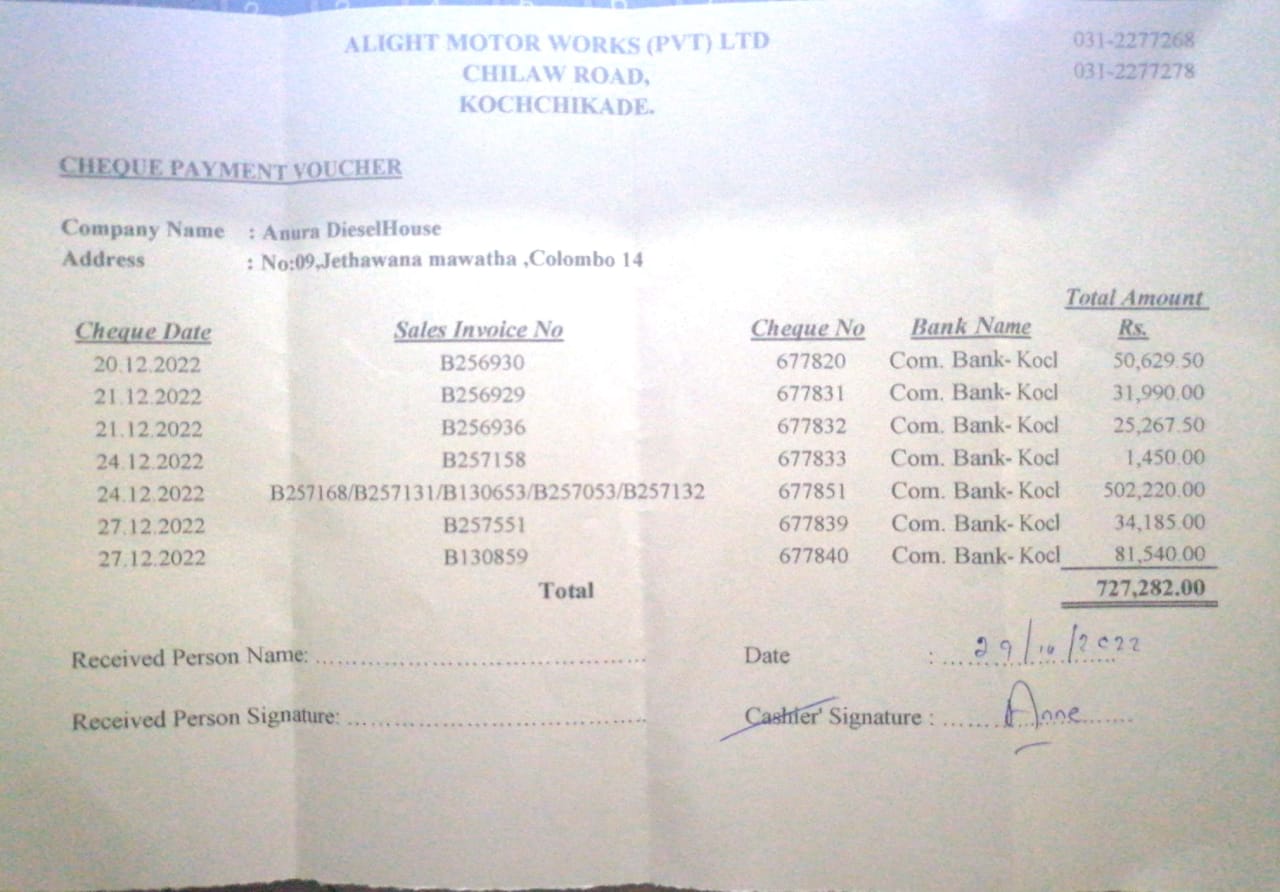 ALIGHT MOTOR WORKS (PVT) LTD 031-2277268
CHILAW ROAD, 031-2277278
KOCHCHIKADE.
CHEQUE PAYMENT VOUCHER
Company Name : Anura DieselHouse
Address : No:09,Jethawana mawatha ,Colombo 14
Total Amount
Cheque Date Sales Invoice No Cheque No Bank Name Rs.
20.12.2022 B256930 677820 Com. Bank- Kocl 50,629.50
21.12.2022 B256929 677831 Com. Bank- Kocl 31,990.00
21.12.2022 B256936 677832 Com. Bank- Kocl 25,267.50
24.12.2022 B257158 677833 Com. Bank- Kocl 1,450.00
24.12.2022 B257168/B257131/B130653/B257053/B257132 677851 Com. Bank- Kocl 502,220.00
27.12.2022 B257551 677839 Com. Bank- Kocl 34,185.00
27.12.2022 B130859 677840 Com. Bank- Kocl 81,540.00
Total 727,282.00
Received Person Name: Date : 29/10/2022
Received Person Signature: Cashier' Signature : Anne